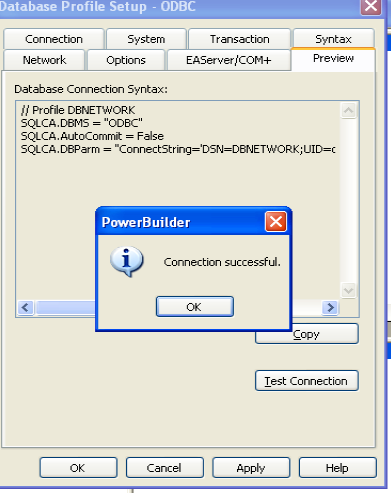 Database Profile Setup - ODBC
Connection System Transaction Syntax
Network Options EAServer/COM+ Preview
Database Connection Syntax:
// Profile DBNETWORK
SQLCA.DBMS = "ODBC"
SQLCA.AutoCommit = False
SQLCA.DBParm = "ConnectString='DSN=DBNETWORK;UID=
PowerBuilder
Connection successful.
OK
Copy
Test Connection
OK Cancel Apply Help